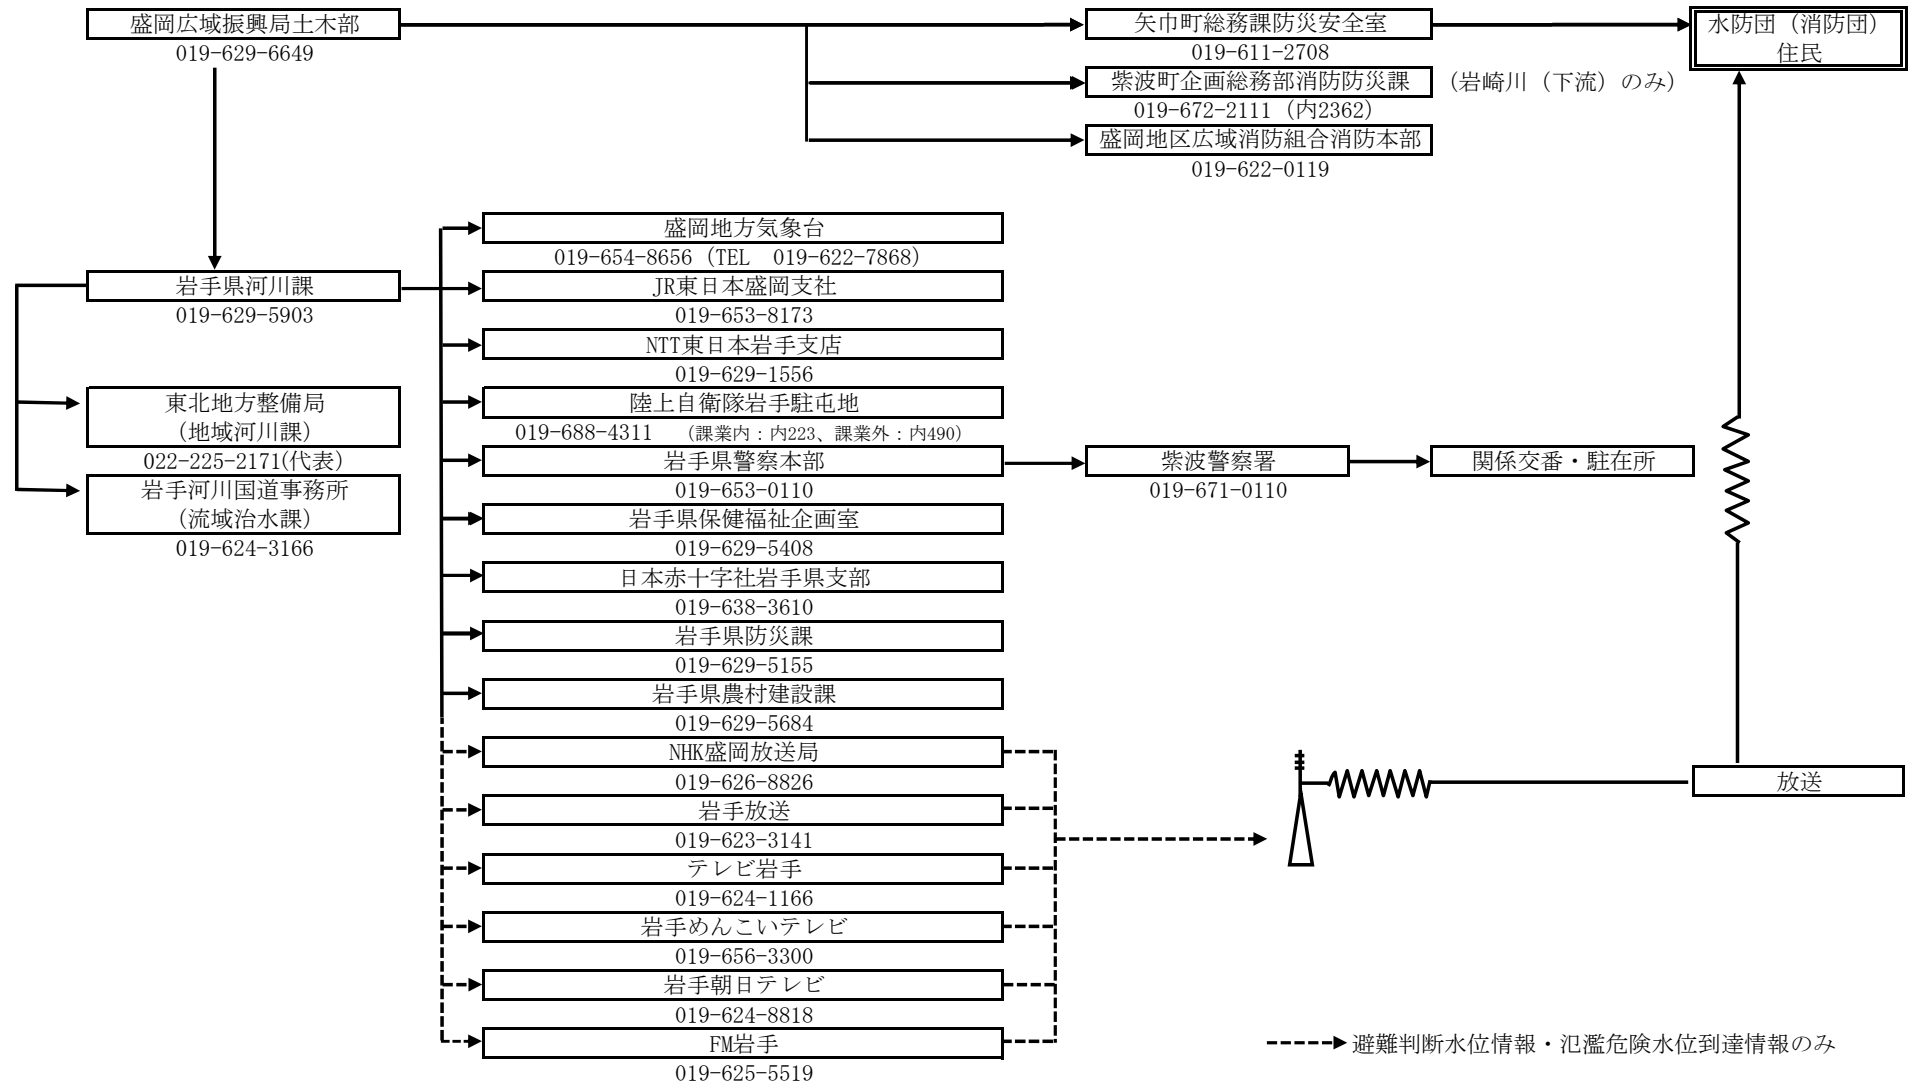 盛岡広域振興局土木部
019-629-6649
矢巾町総務課防災安全室
019-611-2708
水防団（消防団）
住民
紫波町企画総務部消防防災課
（岩崎川（下流）のみ）
019-672-2111（内2362）
盛岡地区広域消防組合消防本部
019-622-0119
岩手県河川課
019-629-5903
東北地方整備局
（地域河川課）
022-225-2171(代表)
岩手河川国道事務所
（流域治水課）
019-624-3166
盛岡地方気象台
019-654-8656（TEL　019-622-7868）
JR東日本盛岡支社
019-653-8173
NTT東日本岩手支店
019-629-1556
陸上自衛隊岩手駐屯地
019-688-4311　（課業内：内223、課業外：内490）
岩手県警察本部
019-653-0110
紫波警察署
019-671-0110
関係交番・駐在所
岩手県保健福祉企画室
019-629-5408
日本赤十字社岩手県支部
019-638-3610
岩手県防災課
019-629-5155
岩手県農村建設課
019-629-5684
NHK盛岡放送局
019-626-8826
岩手放送
019-623-3141
テレビ岩手
019-624-1166
岩手めんこいテレビ
019-656-3300
岩手朝日テレビ
019-624-8818
FM岩手
019-625-5519
放送
避難判断水位情報・氾濫危険水位到達情報のみ